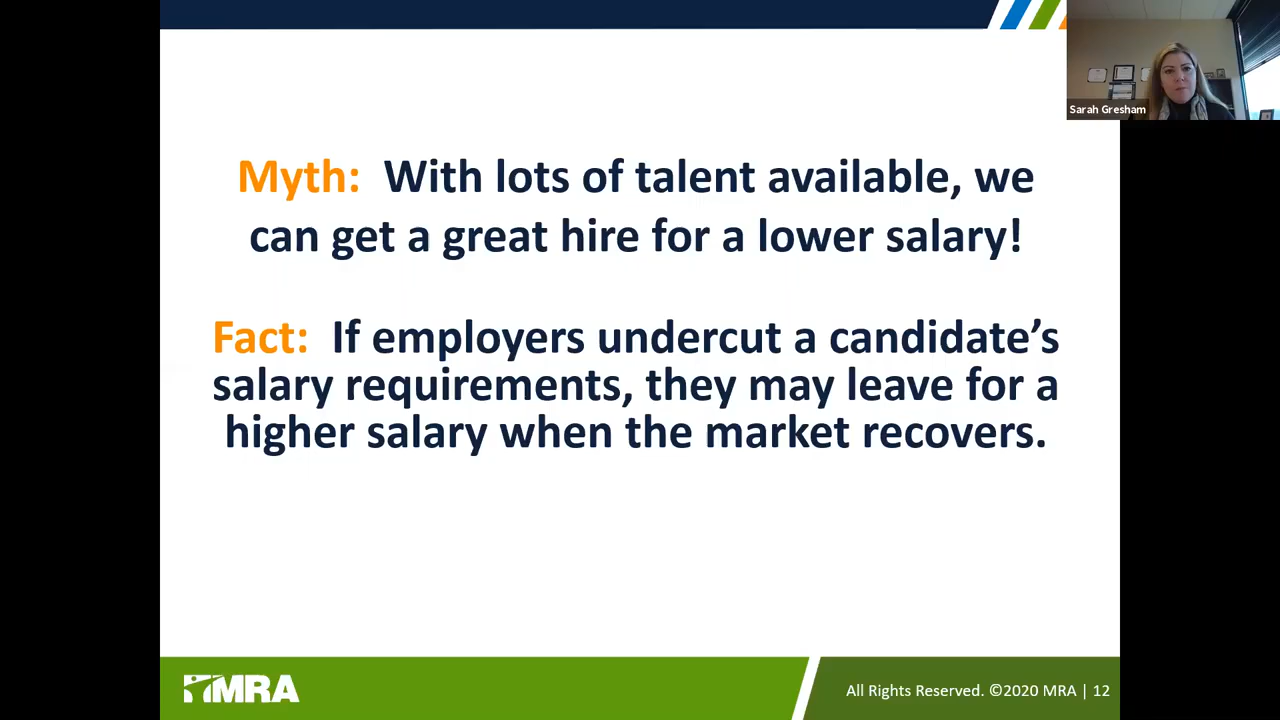 Sarah Gresham
Myth: With lots of talent available, we
can get a great hire for a lower salary!
Fact: If employers undercut a candidate’s
salary requirements, they may leave for a
higher salary when the market recovers.
MRA
All Rights Reserved. ©2020 MRA | 12